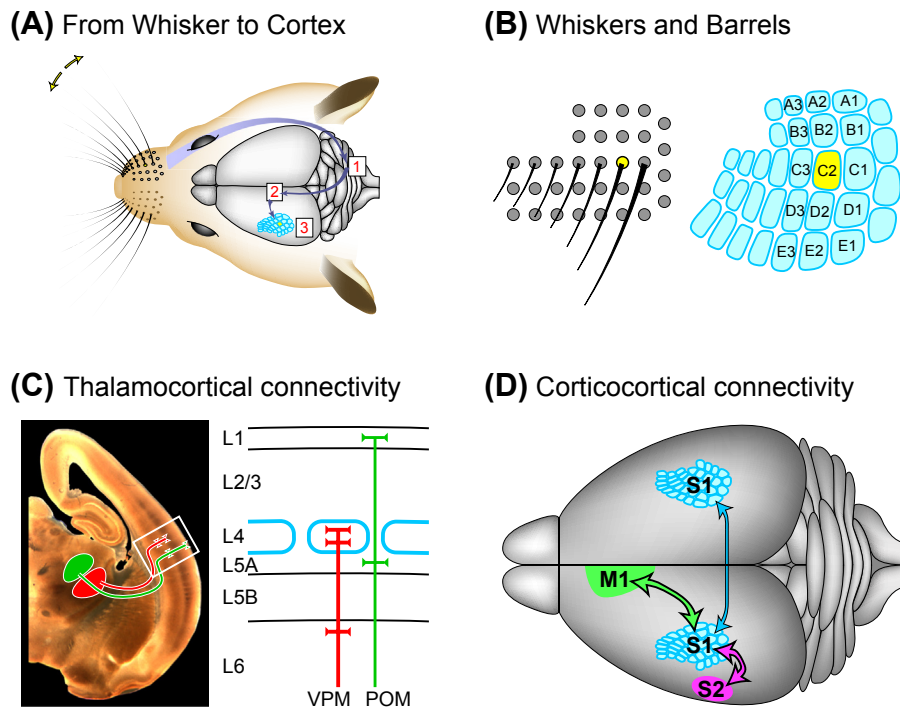 (A) From Whisker to Cortex
1
2
3
(B) Whiskers and Barrels
A3 A2 A1
B3 B2 B1
C3 C2 C1
D3 D2 D1
E3 E2 E1
(C) Thalamocortical connectivity
L1
L2/3
L4
L5A
L5B
L6
VPM POM
(D) Corticocortical connectivity
S1
M1
S1
S2